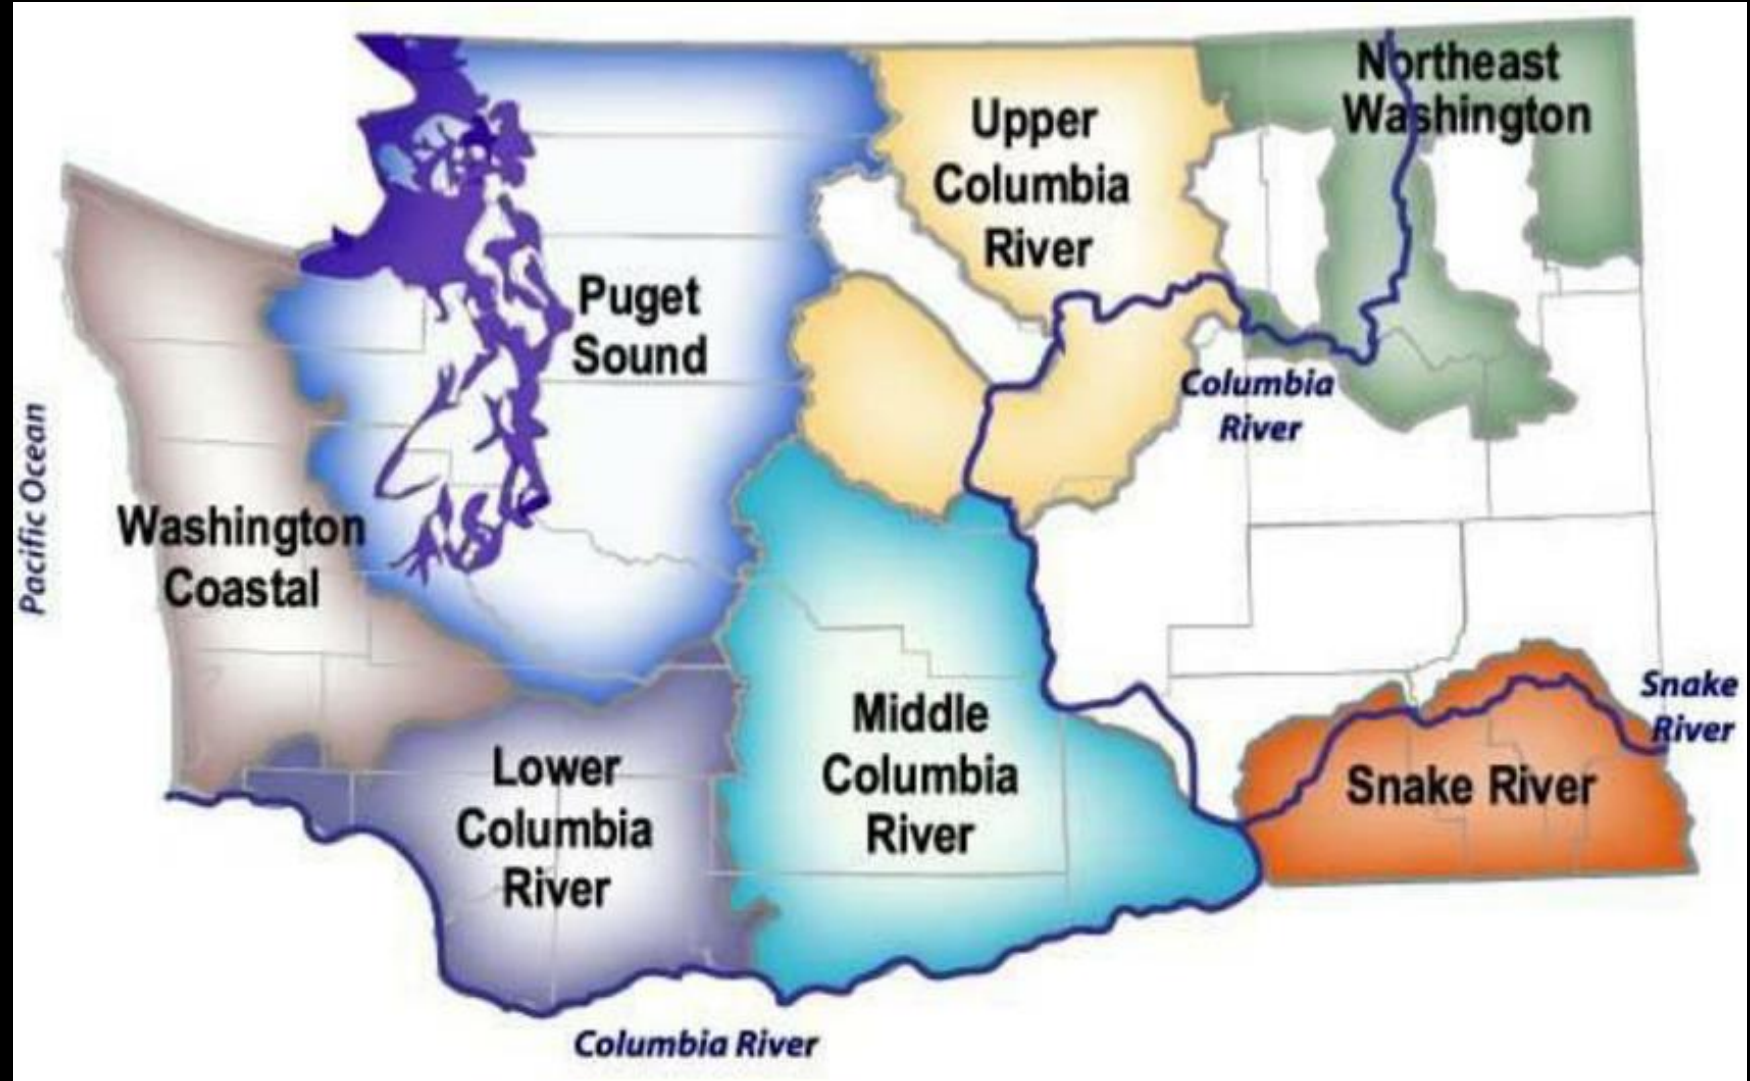 Northeast
Washington
Upper
Columbia
River
Puget
Sound
Columbia
River
Pacific Ocean
Washington
Coastal
Snake
River
Middle
Columbia
River
Lower
Columbia
River
Snake River
Columbia River